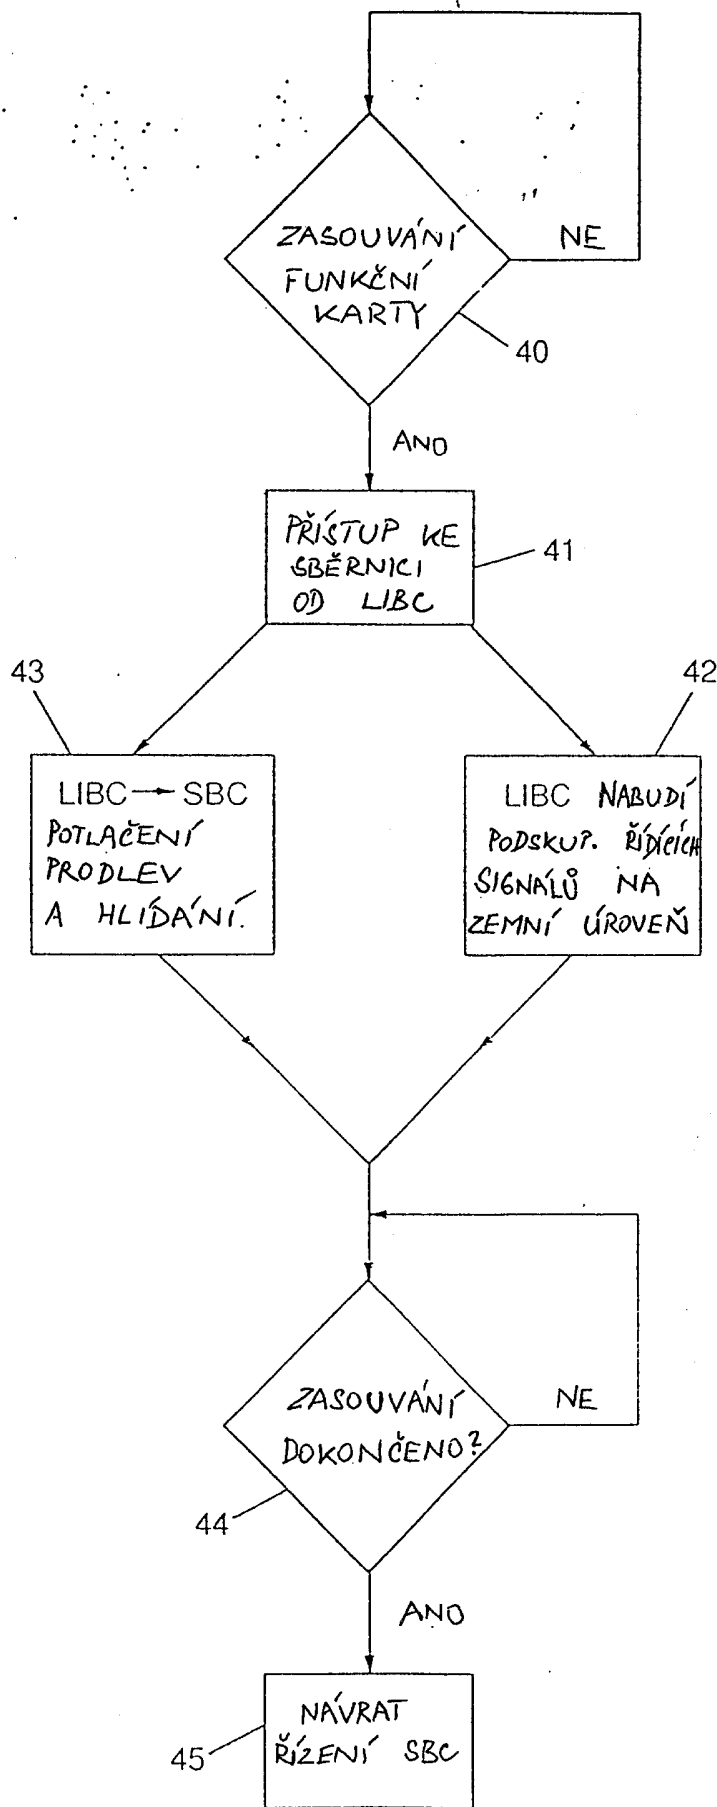 ZASOUVÁNÍ
FUNKČNÍ
KARTY
NE
40
ANO
PŘÍSTUP KE
SBĚRNICI
OD LIBC
41
43
LIBC → SBC
POTLAČENÍ
PRODLEV
A HLÍDÁNÍ.
42
LIBC NABUDÍ
PODSKUP. ŘÍDÍCÍCH
SIGNÁLŮ NA
ZEMNÍ ÚROVEŇ
ZASOUVÁNÍ
DOKONČENO?
NE
44
ANO
NÁVRAT
ŘÍZENÍ SBC
45